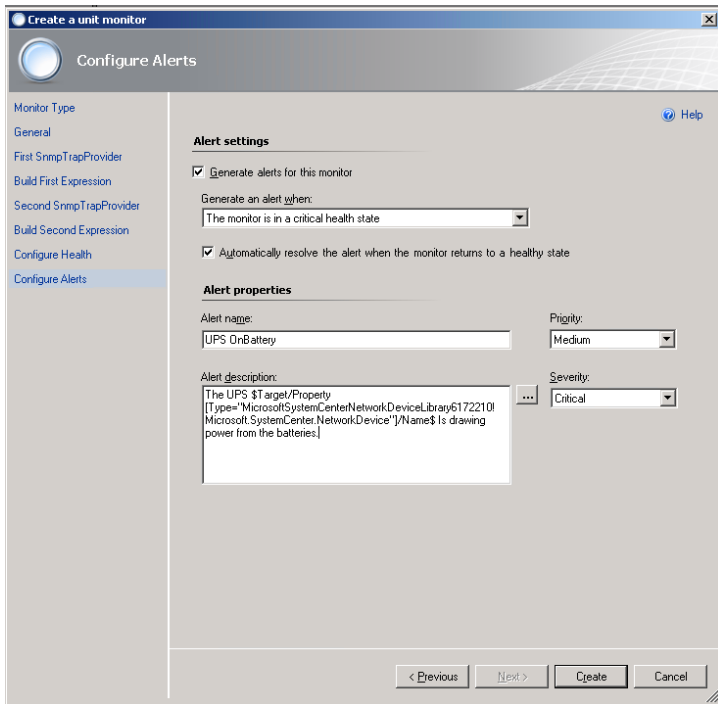 Create a unit monitor
Configure Alerts
Monitor Type
General
First SnmpTrapProvider
Build First Expression
Second SnmpTrapProvider
Build Second Expression
Configure Health
Configure Alerts
Help
Alert settings
Generate alerts for this monitor
Generate an alert when:
The monitor is in a critical health state
Automatically resolve the alert when the monitor returns to a healthy state
Alert properties
Alert name:
Priority:
UPS OnBattery
Medium
Alert description:
Severity:
The UPS $Target/Property
[Type="MicrosoftSystemCenterNetworkDeviceLibrary6172210!
Microsoft.SystemCenter.NetworkDevice"]/Name$ Is drawing
power from the batteries.
...
Critical
< Previous
Next >
Create
Cancel